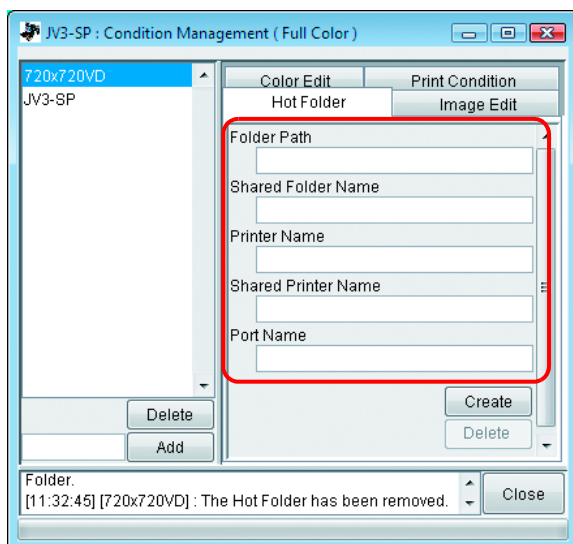 JV3-SP : Condition Management ( Full Color )
720x720VD
JV3-SP
Color Edit
Print Condition
Hot Folder
Image Edit
Folder Path
Shared Folder Name
Printer Name
Shared Printer Name
Port Name
Create
Delete
Delete
Add
Folder.
[11:32:45] [720x720VD] : The Hot Folder has been removed.
Close